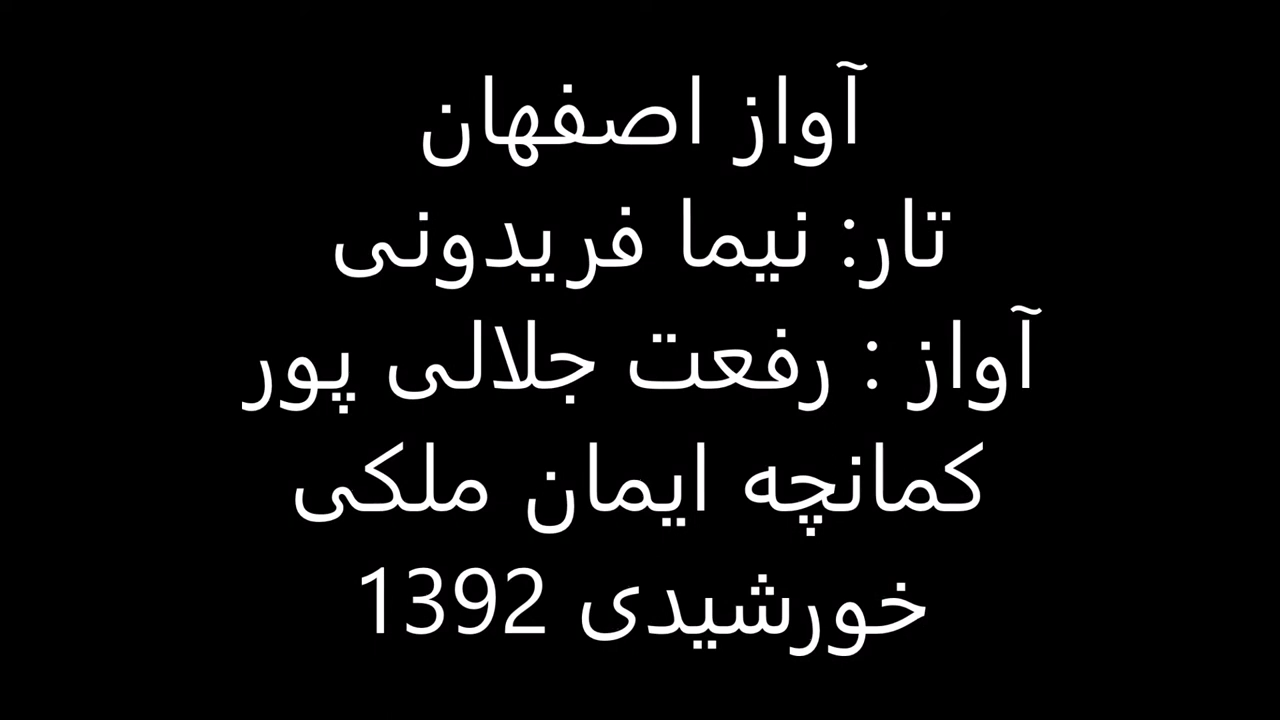 آواز اصفهان
تار: نیما فریدونی
آواز : رفعت جلالی پور
کمانچه ایمان ملکی
خورشیدی 1392